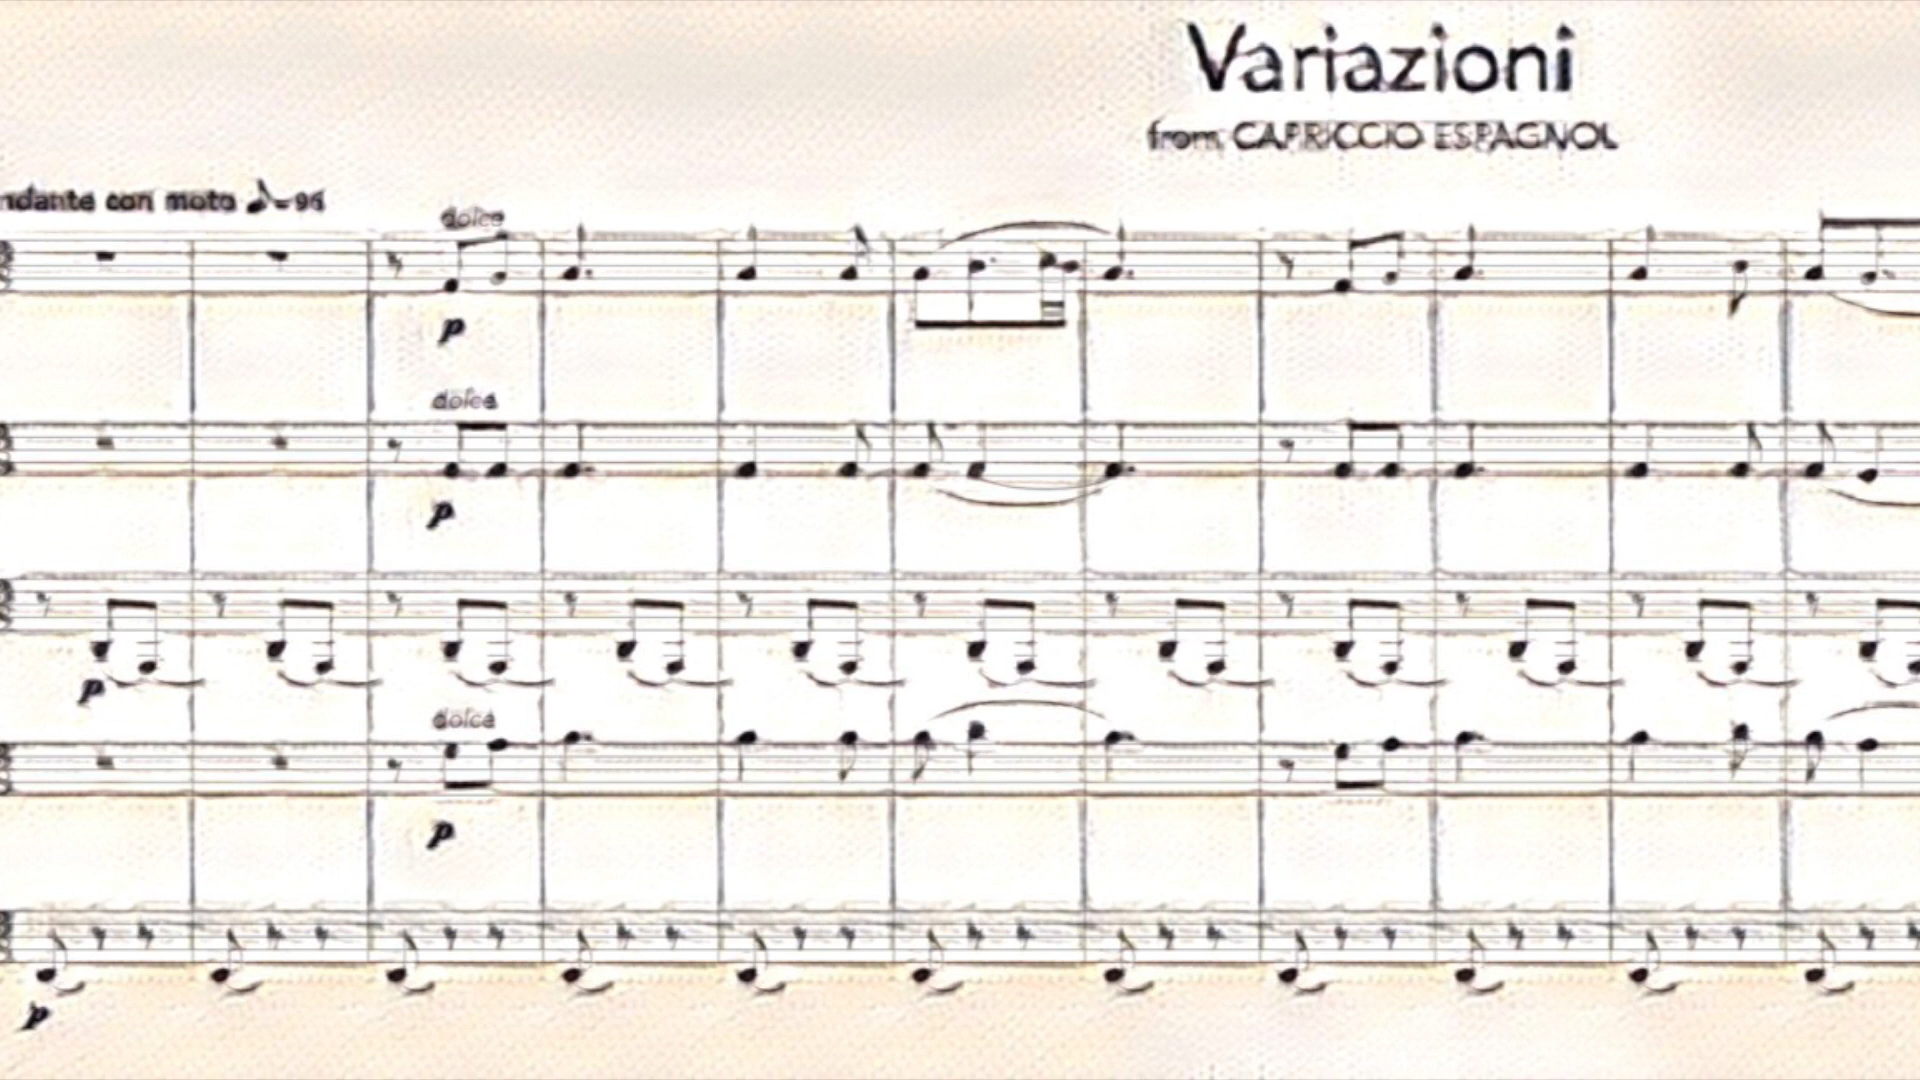 Variazioni
from CAPRICCIO ESPAGNOL
ndante con moto ♪=96
dolce
p
dolce
p
p
dolce
p
p